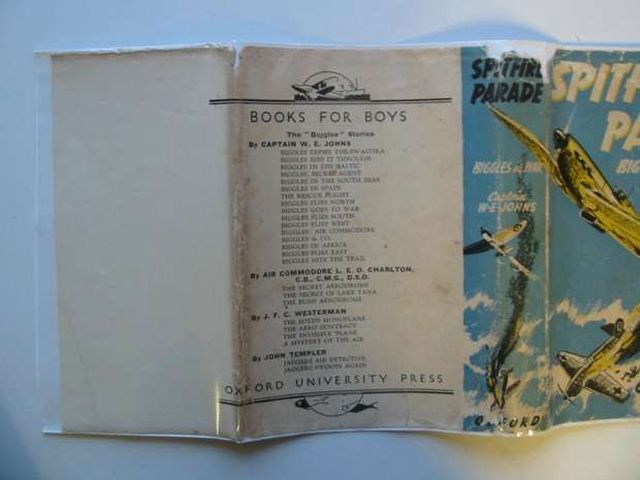 BOOKS FOR BOYS
The "Biggles" Stories
By CAPTAIN W. E. JOHNS
BIGGLES DEFIES THE SWASTIKA
BIGGLES SEES IT THROUGH
BIGGLES IN THE BALTIC
BIGGLES, SECRET AGENT
BIGGLES IN THE SOUTH SEAS
BIGGLES IN SPAIN
THE RESCUE FLIGHT
BIGGLES FLIES NORTH
BIGGLES GOES TO WAR
BIGGLES FLIES SOUTH
BIGGLES FLIES WEST
BIGGLES: AIR COMMODORE
BIGGLES & CO.
BIGGLES IN AFRICA
BIGGLES FLIES EAST
BIGGLES HITS THE TRAIL
By AIR COMMODORE L. E. O. CHARLTON,
C.B., C.M.G., D.S.O.
THE SECRET AERODROME
THE SECRET OF LAKE TANA
THE BUSH AERODROME
By J. F. C. WESTERMAN
THE ROTEN MONOPLANE
THE AERO CONTRACT
THE INVISIBLE PLANE
A MYSTERY OF THE AIR
By JOHN TEMPLER
JAGGERS AIR DETECTIVE
JAGGERS SWOOPS AGAIN
OXFORD UNIVERSITY PRESS
SPITFIRE
PARADE
BIGGLES
Captain
W·E·JOHNS
OXFORD
SPITF
PA
BIG